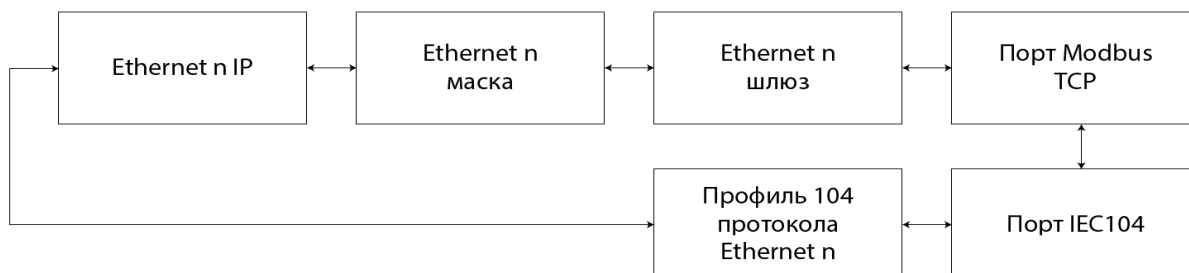 Ethernet n IP
Ethernet n
маска
Ethernet n
шлюз
Порт Modbus
TCP
Профиль 104
протокола
Ethernet n
Порт IEC104